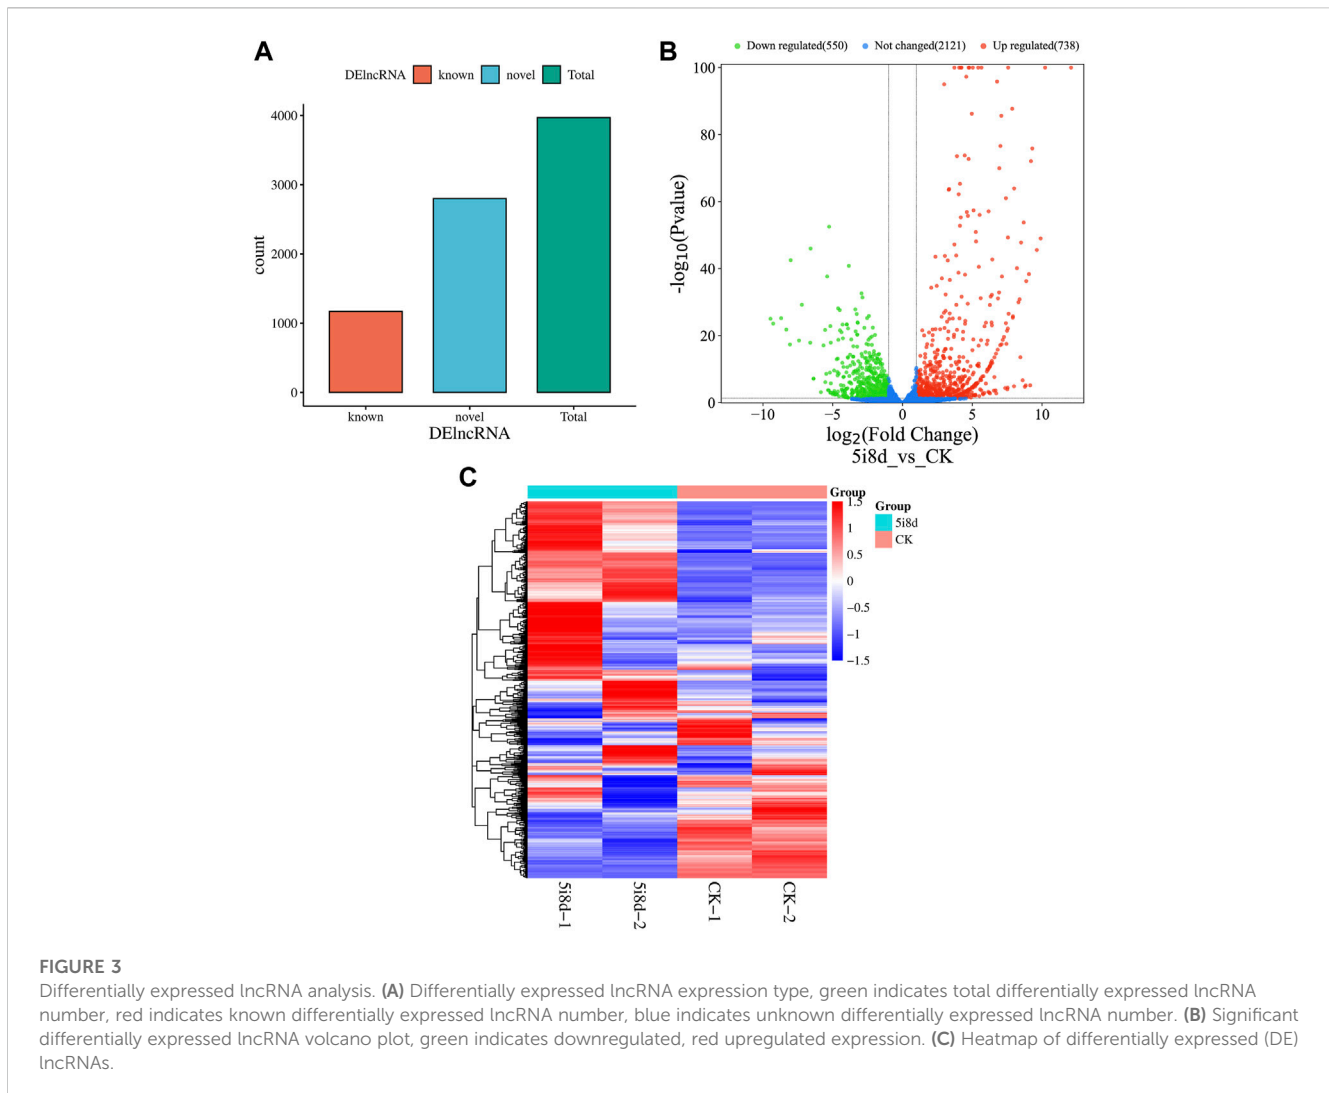 A
DElncRNA known novel Total
4000
3000
2000
1000
0
count
known novel Total
DElncRNA
B
Down regulated(550) Not changed(2121) Up regulated(738)
100
80
60
40
20
0
-log10(Pvalue)
−10 −5 0 5 10
log2(Fold Change)
5i8d_vs_CK
C
Group
1.5
1
0.5
0
−0.5
−1
−1.5
Group
5i8d
CK
5i8d−1
5i8d−2
CK−1
CK−2
FIGURE 3
Differentially expressed lncRNA analysis. (A) Differentially expressed lncRNA expression type, green indicates total differentially expressed lncRNA
number, red indicates known differentially expressed lncRNA number, blue indicates unknown differentially expressed lncRNA number. (B) Significant
differentially expressed lncRNA volcano plot, green indicates downregulated, red upregulated expression. (C) Heatmap of differentially expressed (DE)
lncRNAs.